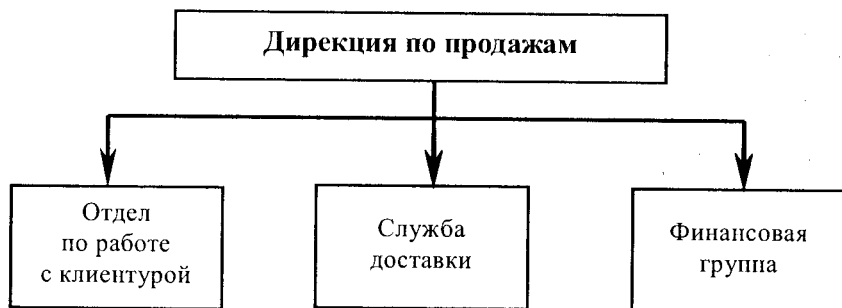 Дирекция по продажам
Отдел
по работе
с клиентурой
Служба
доставки
Финансовая
группа